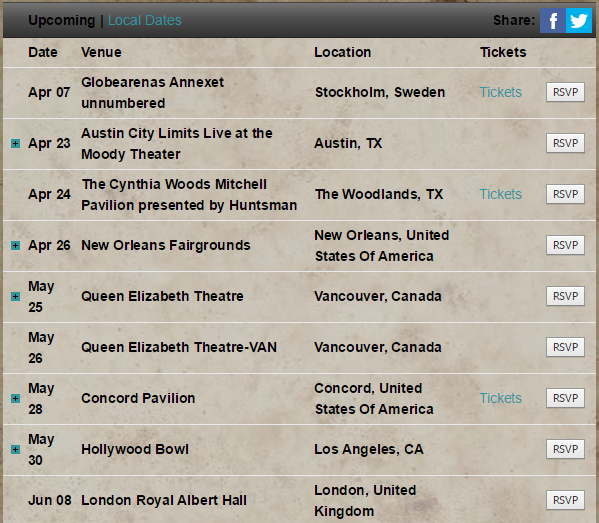 Upcoming | Local Dates Share:
Date Venue Location Tickets
Apr 07 Globearenas Annexet unnumbered Stockholm, Sweden Tickets RSVP
Apr 23 Austin City Limits Live at the Moody Theater Austin, TX RSVP
Apr 24 The Cynthia Woods Mitchell Pavilion presented by Huntsman The Woodlands, TX Tickets RSVP
Apr 26 New Orleans Fairgrounds New Orleans, United States Of America RSVP
May 25 Queen Elizabeth Theatre Vancouver, Canada RSVP
May 26 Queen Elizabeth Theatre-VAN Vancouver, Canada RSVP
May 28 Concord Pavilion Concord, United States Of America Tickets RSVP
May 30 Hollywood Bowl Los Angeles, CA RSVP
Jun 08 London Royal Albert Hall London, United Kingdom RSVP